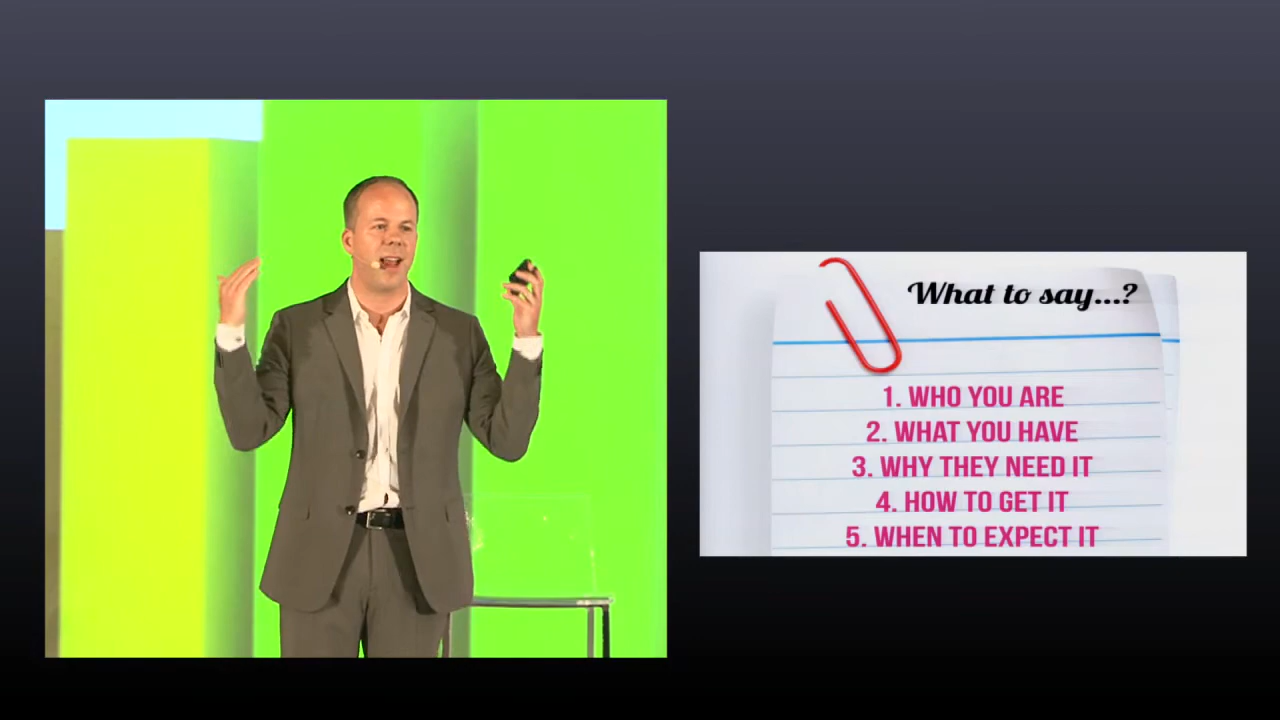 What to say...?
1. WHO YOU ARE
2. WHAT YOU HAVE
3. WHY THEY NEED IT
4. HOW TO GET IT
5. WHEN TO EXPECT IT